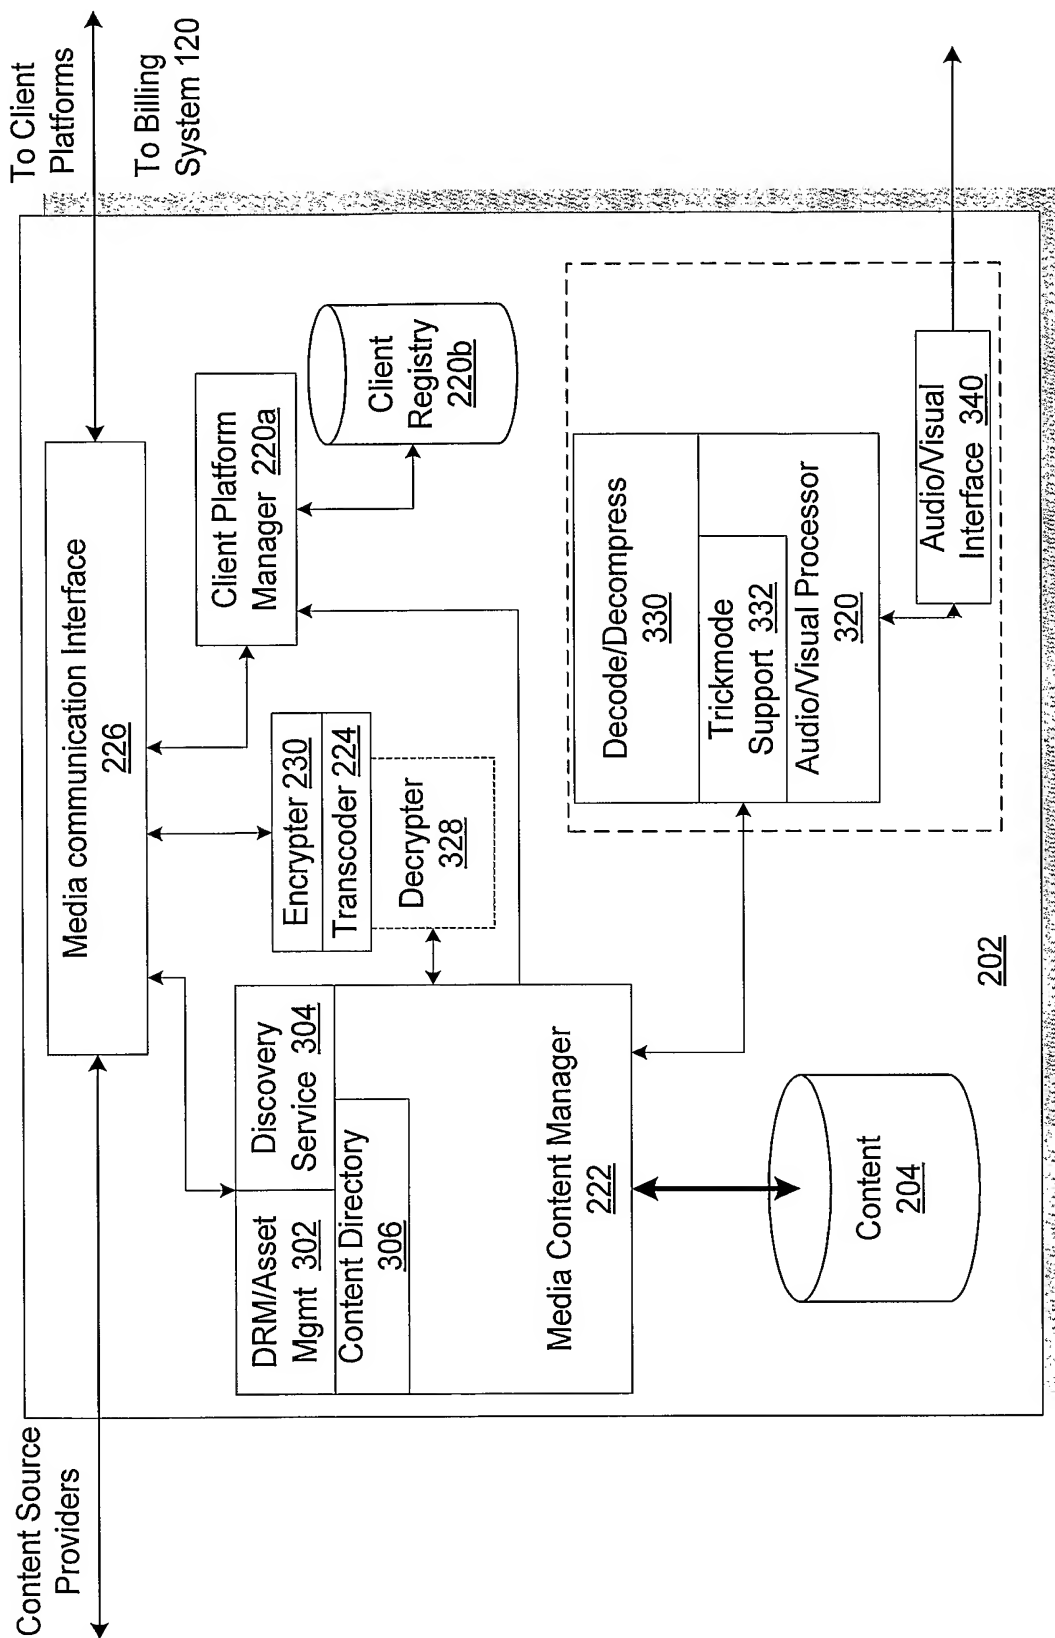 Content Source
Providers
To Client
Platforms
To Billing
System 120
Media communication Interface
226
DRM/Asset
Mgmt 302
Discovery
Service 304
Content Directory
306
Media Content Manager
222
Encrypter 230
Transcoder 224
Decrypter
328
Client Platform
Manager 220a
Client
Registry
220b
Content
204
202
Decode/Decompress
330
Trickmode
Support 332
Audio/Visual Processor
320
Audio/Visual
Interface 340